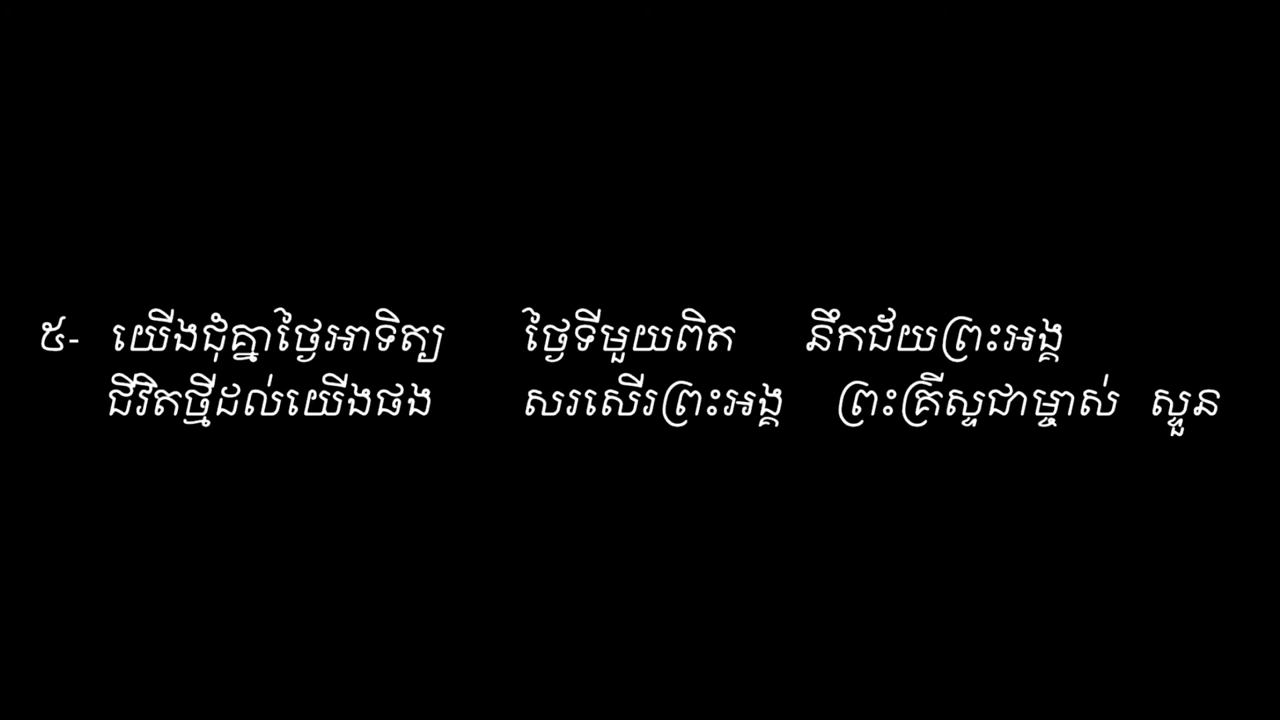 ៥- យើងជុំគ្នាថ្ងៃអាទិត្យ ថ្ងៃទីមួយពិត នឹកជ័យព្រះអង្គ
ជីវិតថ្មីដល់យើងផង សរសើរព្រះអង្គ ព្រះគ្រីស្ទជាម្ចាស់ ស្ទួន